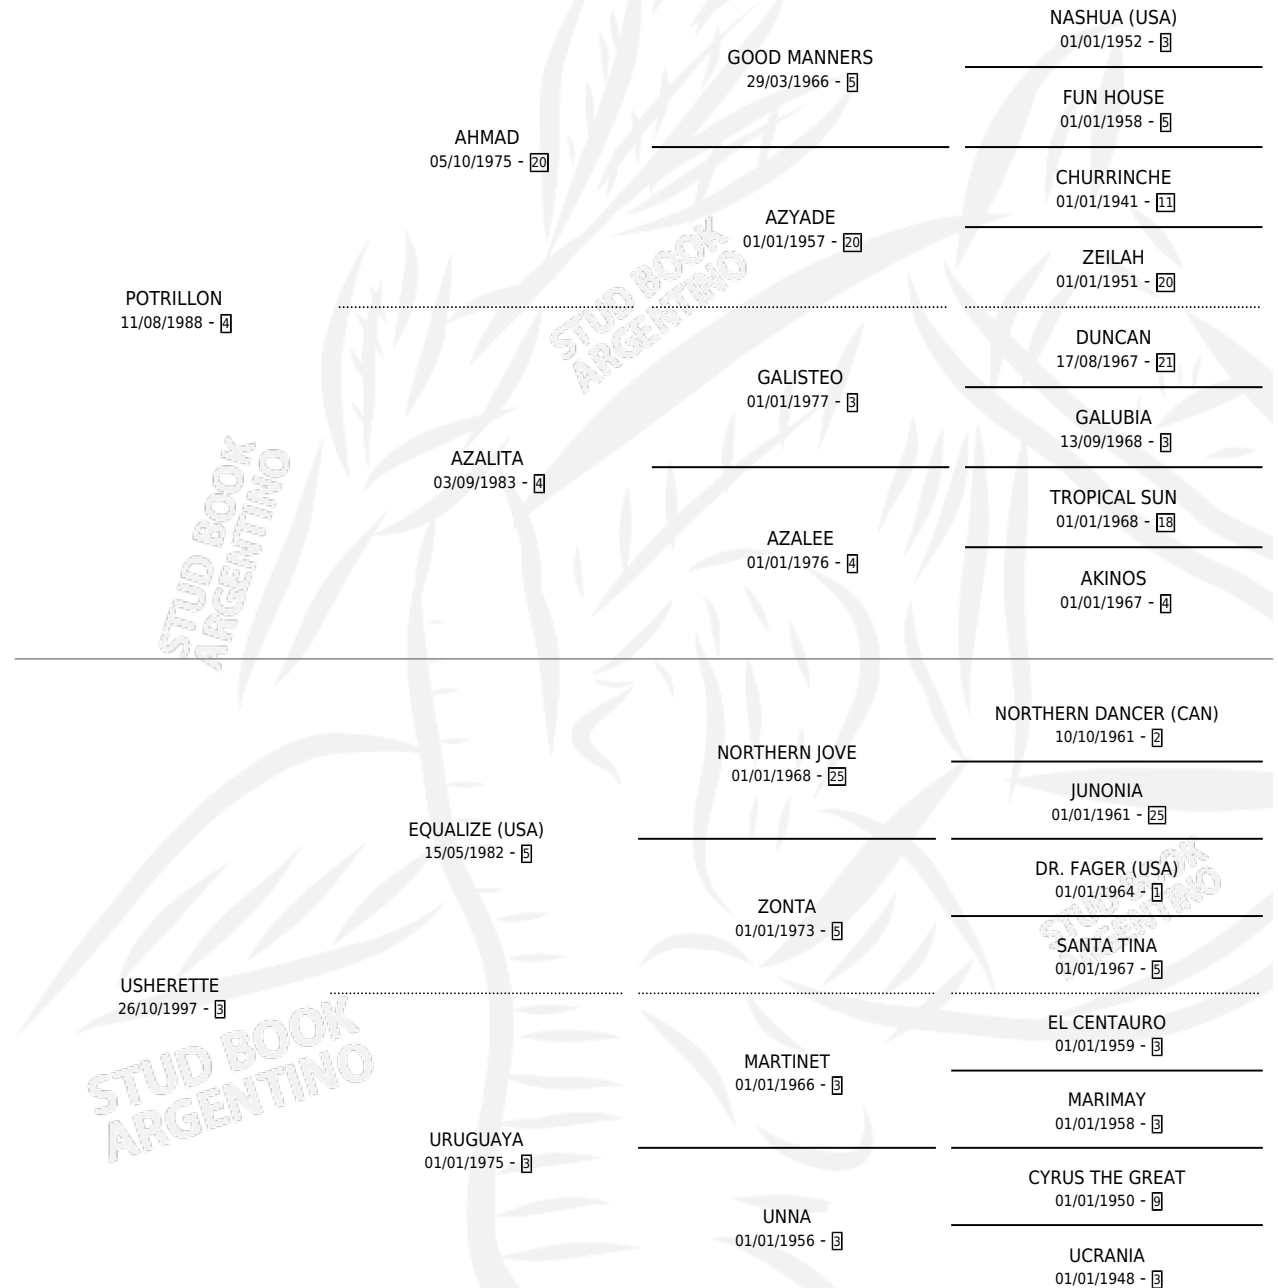 NASHUA (USA)
01/01/1952 - 3
GOOD MANNERS
29/03/1966 - 5
FUN HOUSE
01/01/1958 - 5
AHMAD
05/10/1975 - 20
CHURRINCHE
01/01/1941 - 11
AZYADE
01/01/1957 - 20
ZEILAH
01/01/1951 - 20
STUD BOOK
ARGENTINO
POTRILLON
11/08/1988 - 4
DUNCAN
17/08/1967 - 21
GALISTEO
01/01/1977 - 3
GALUBIA
13/09/1968 - 3
AZALITA
03/09/1983 - 4
TROPICAL SUN
01/01/1968 - 18
AZALEE
01/01/1976 - 4
AKINOS
01/01/1967 - 4
STUD BOOK
ARGENTINO
NORTHERN DANCER (CAN)
10/10/1961 - 2
NORTHERN JOVE
01/01/1968 - 25
JUNONIA
01/01/1961 - 25
EQUALIZE (USA)
15/05/1982 - 5
DR. FAGER (USA)
01/01/1964 - 1
ZONTA
01/01/1973 - 5
SANTA TINA
01/01/1967 - 5
STUD BOOK
ARGENTINO
USHERETTE
26/10/1997 - 3
EL CENTAURO
01/01/1959 - 3
MARTINET
01/01/1966 - 3
MARIMAY
01/01/1958 - 3
STUD BOOK
ARGENTINO
URUGUAYA
01/01/1975 - 3
CYRUS THE GREAT
01/01/1950 - 9
UNNA
01/01/1956 - 3
UCRANIA
01/01/1948 - 3